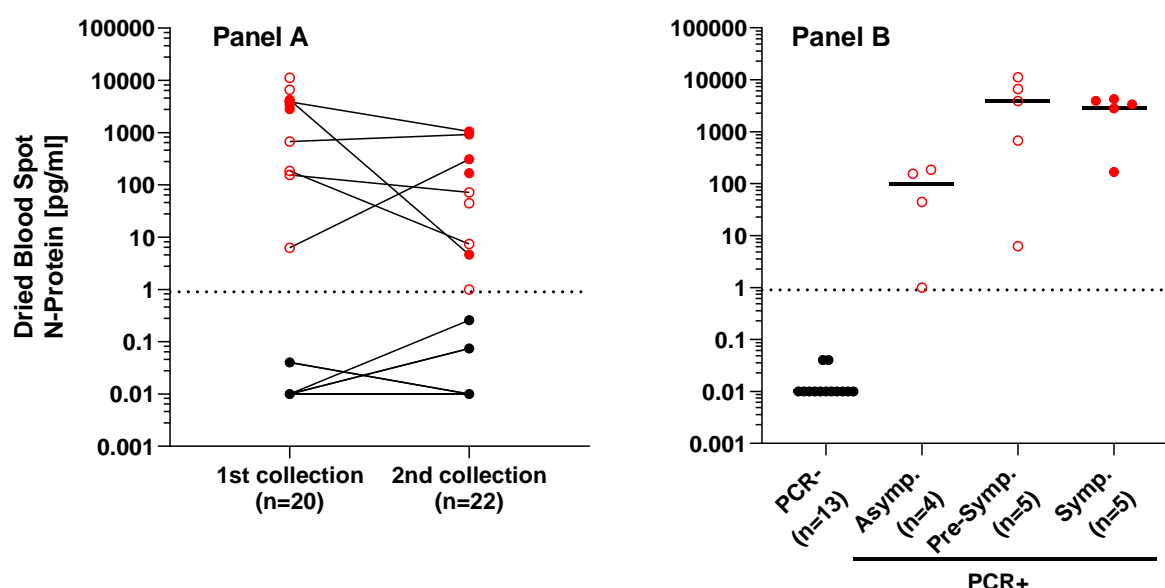 Panel A
100000
10000
1000
100
10
1
0.1
0.01
0.001
Dried Blood Spot
N-Protein [pg/ml]
1st collection
(n=20)
2nd collection
(n=22)
Panel B
100000
10000
1000
100
10
1
0.1
0.01
0.001
PCR-
(n=13)
Asymp.
(n=4)
Pre-Symp.
(n=5)
Symp.
(n=5)
PCR+